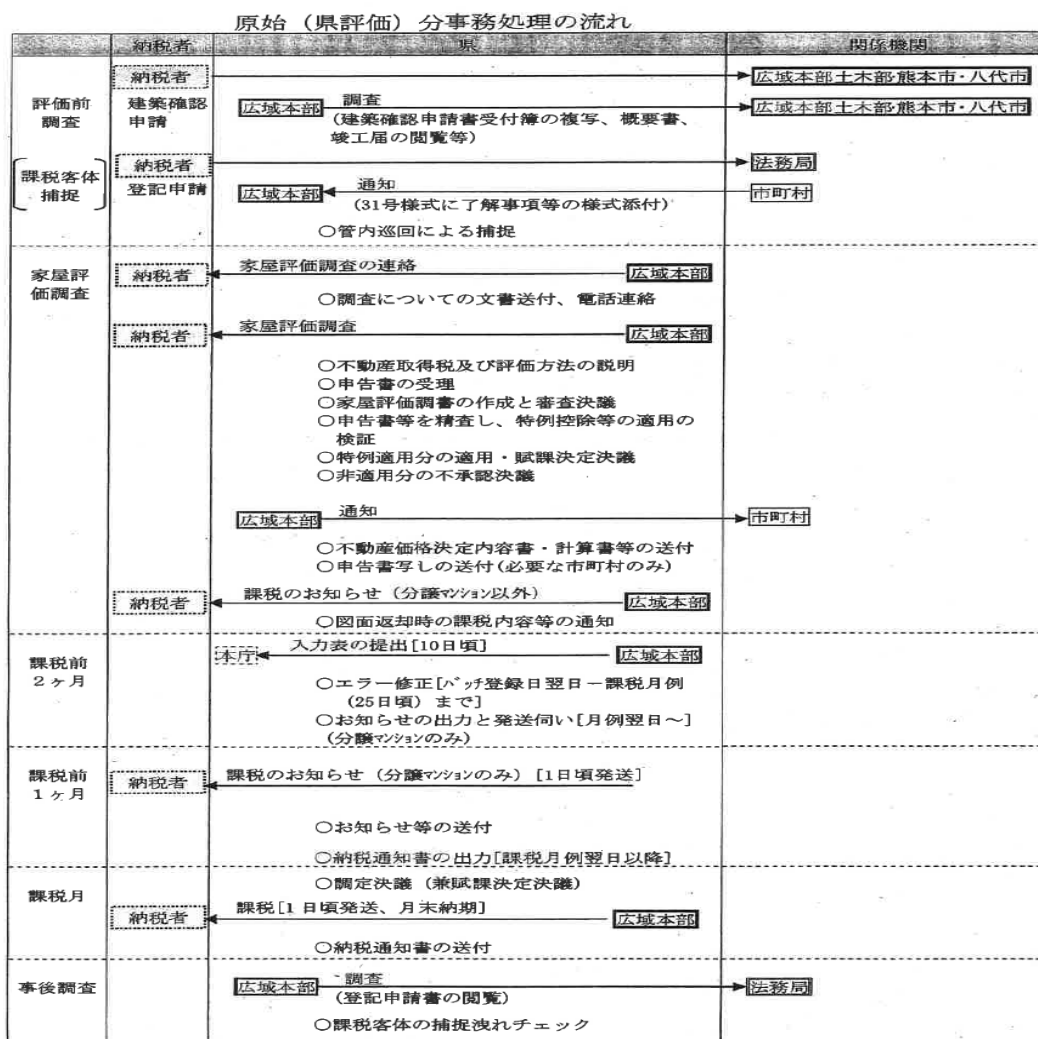 原始（県評価）分事務処理の流れ
納税者 県 関係機関
納税者 広域本部土木部・熊本市・八代市
評価前
調査
建築確認
申請
広域本部 調査 広域本部土木部・熊本市・八代市
(建築確認申請書受付簿の複写、概要書、
竣工届の閲覧等)
課税客体
捕捉
納税者 法務局
登記申請
広域本部 通知 市町村
(31号様式に了解事項等の様式添付)
○管内巡回による捕捉
家屋評
価調査
納税者 家屋評価調査の連絡 広域本部
○調査についての文書送付、電話連絡
納税者 家屋評価調査 広域本部
○不動産取得税及び評価方法の説明
○申告書の受理
○家屋評価調書の作成と審査決議
○申告書等を精査し、特例控除等の適用の
検証
○特例適用分の適用・賦課決定決議
○非適用分の不承認決議
広域本部 通知 市町村
○不動産価格決定内容書・計算書等の送付
○申告書写しの送付(必要な市町村のみ)
納税者 課税のお知らせ（分譲マンション以外） 広域本部
○図面返却時の課税内容等の通知
課税前
２ヶ月
本庁 入力表の提出[10日頃] 広域本部
○エラー修正[バッチ登録日翌日－課税月例
(25日頃）まで]
○お知らせの出力と発送伺い[月例翌日～]
(分譲マンションのみ)
課税前
１ヶ月
納税者 課税のお知らせ（分譲マンションのみ）[1日頃発送]
○お知らせ等の送付
○納税通知書の出力[課税月例翌日以降]
課税月
○調定決議（兼賦課決定決議）
納税者 課税[1日頃発送、月末納期] 広域本部
○納税通知書の送付
事後調査
広域本部 調査 法務局
(登記申請書の閲覧)
○課税客体の捕捉洩れチェック